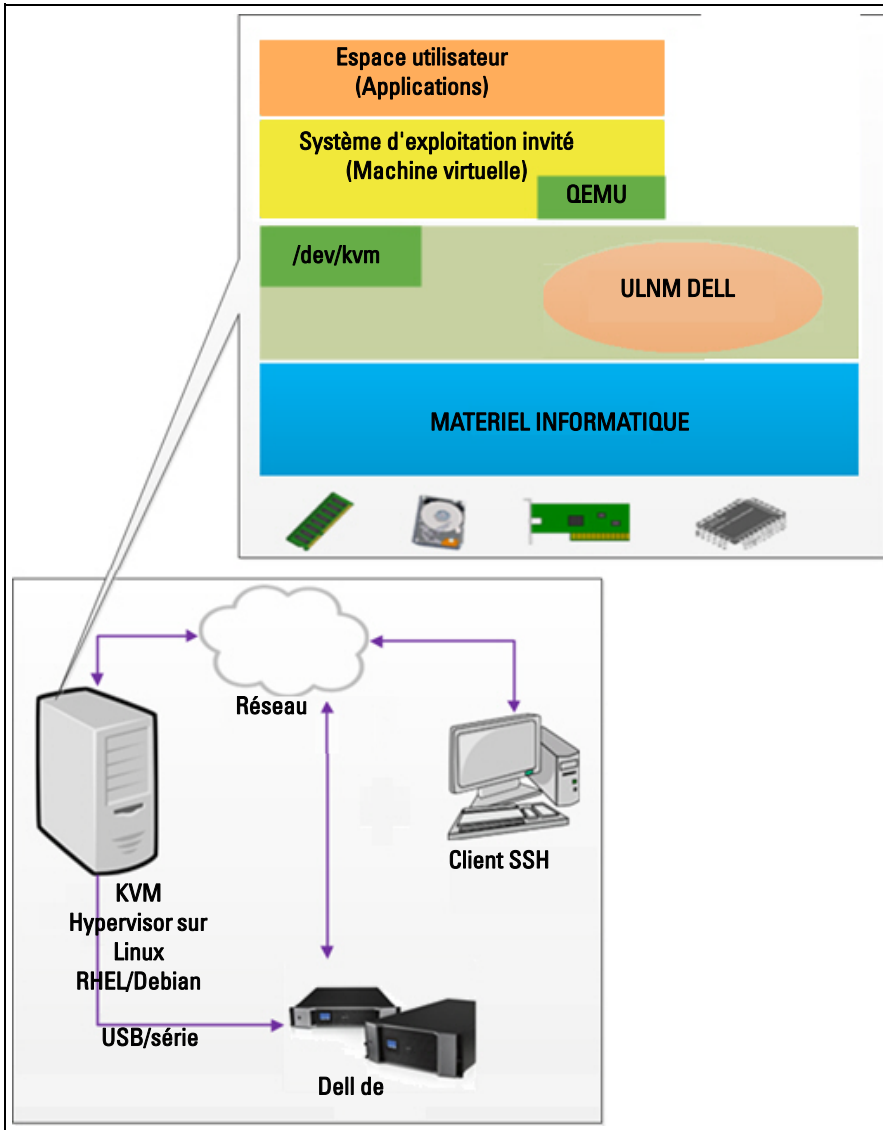 Espace utilisateur
(Applications)
Système d'exploitation invité
(Machine virtuelle)
QEMU
/dev/kvm
ULNM DELL
MATERIEL INFORMATIQUE
Réseau
Client SSH
KVM
Hypervisor sur
Linux
RHEL/Debian
USB/série
Dell de